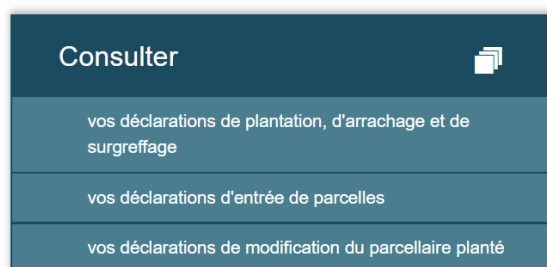 Consulter
vos déclarations de plantation, d'arrachage et de
surgreffage
vos déclarations d'entrée de parcelles
vos déclarations de modification du parcellaire planté